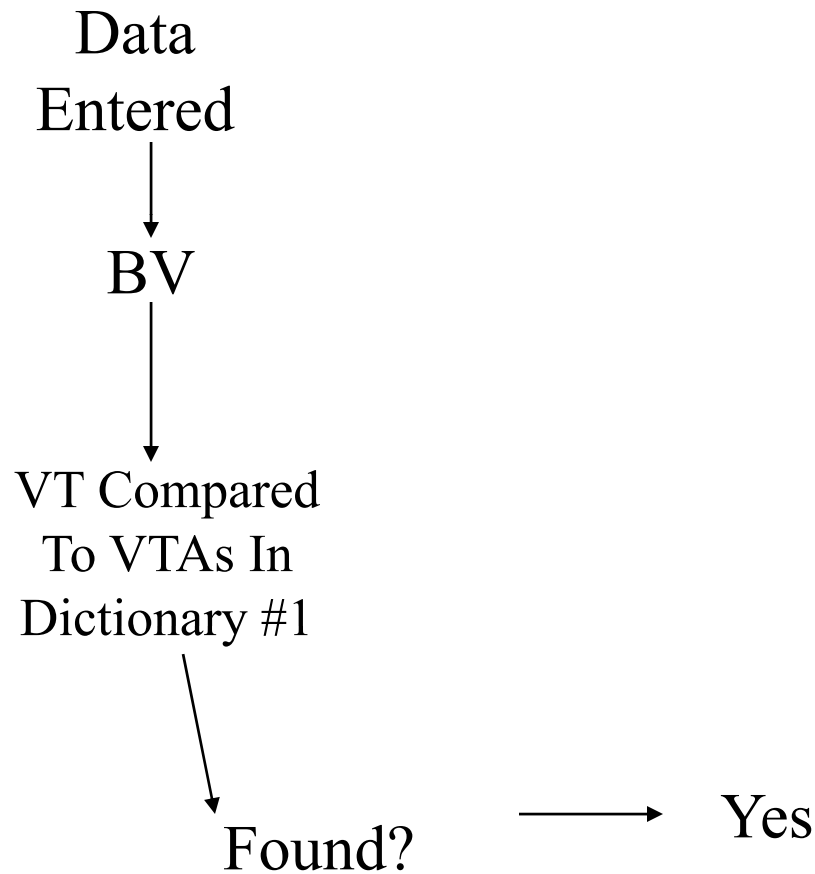 Data
Entered
BV
VT Compared
To VTAs In
Dictionary #1
Found?
Yes